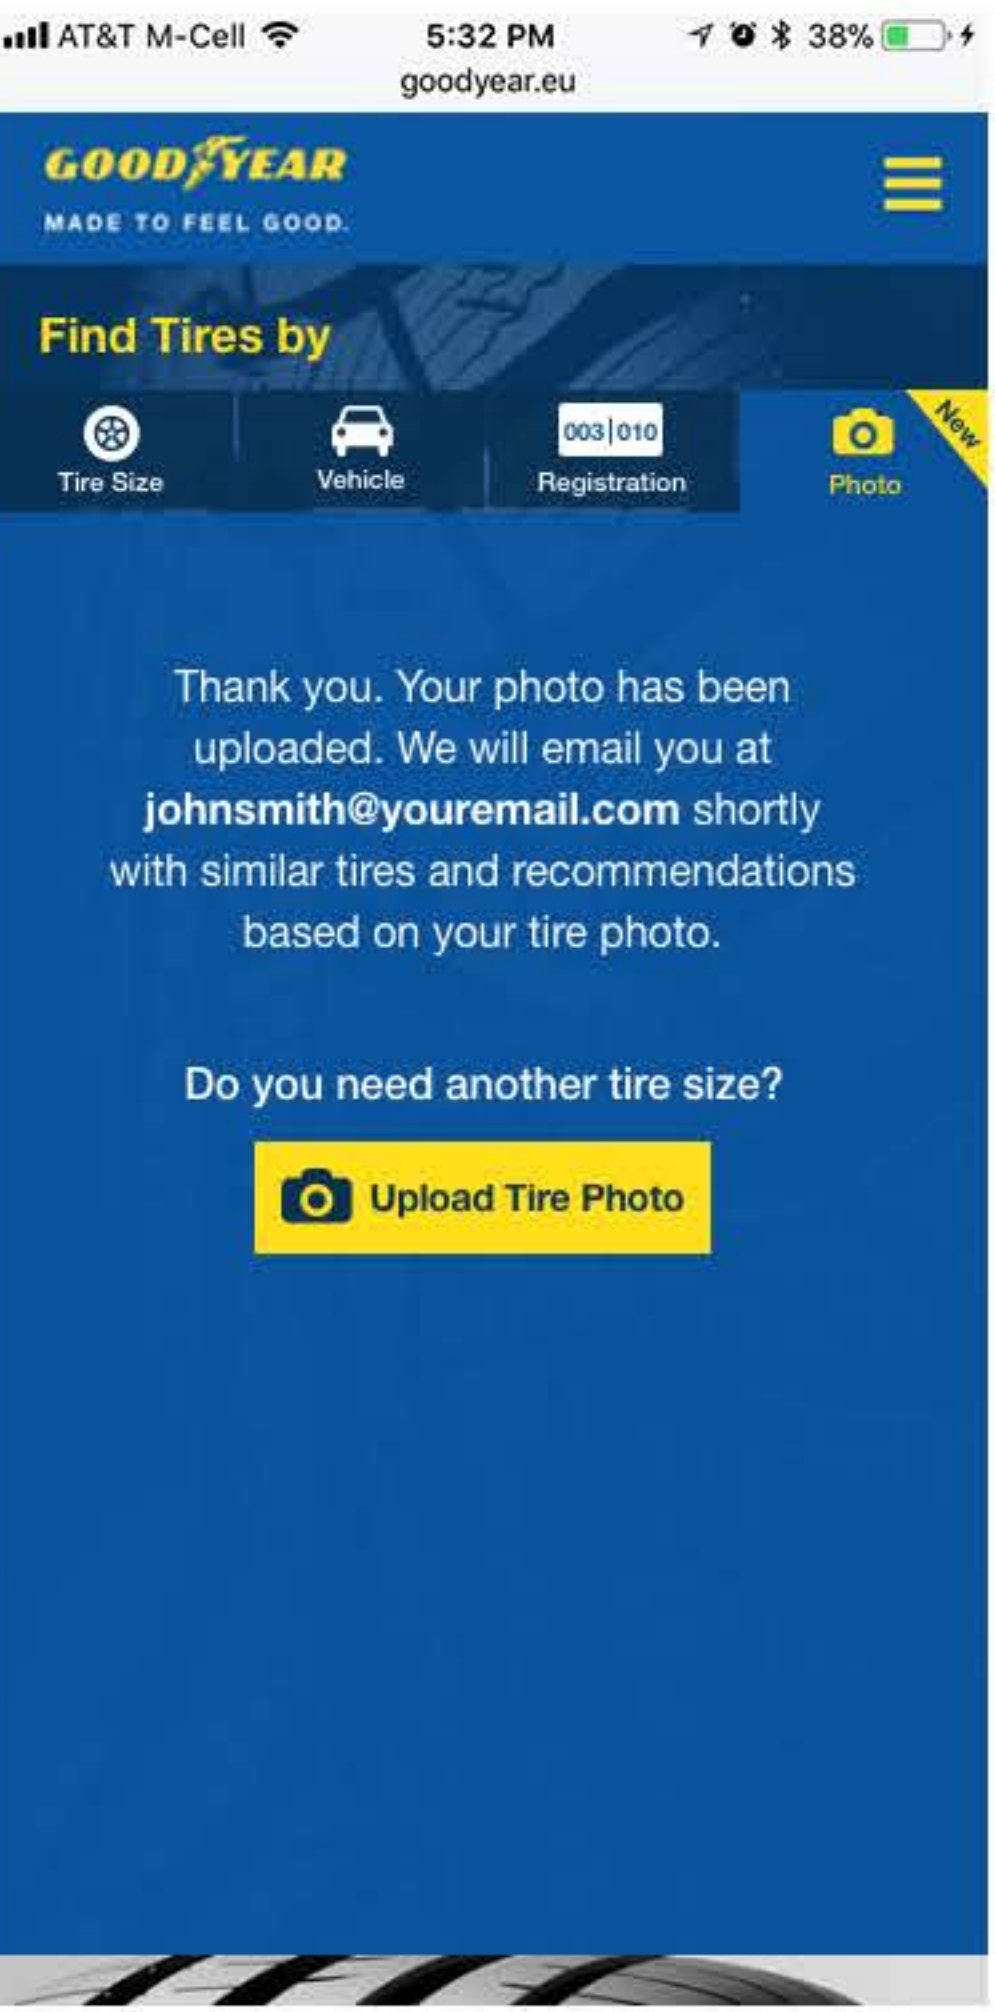 AT&T M-Cell 5:32 PM 38%
goodyear.eu
GOODYEAR
MADE TO FEEL GOOD.
Find Tires by
003|010 New
Tire Size Vehicle Registration Photo
Thank you. Your photo has been
uploaded. We will email you at
johnsmith@youremail.com shortly
with similar tires and recommendations
based on your tire photo.
Do you need another tire size?
Upload Tire Photo